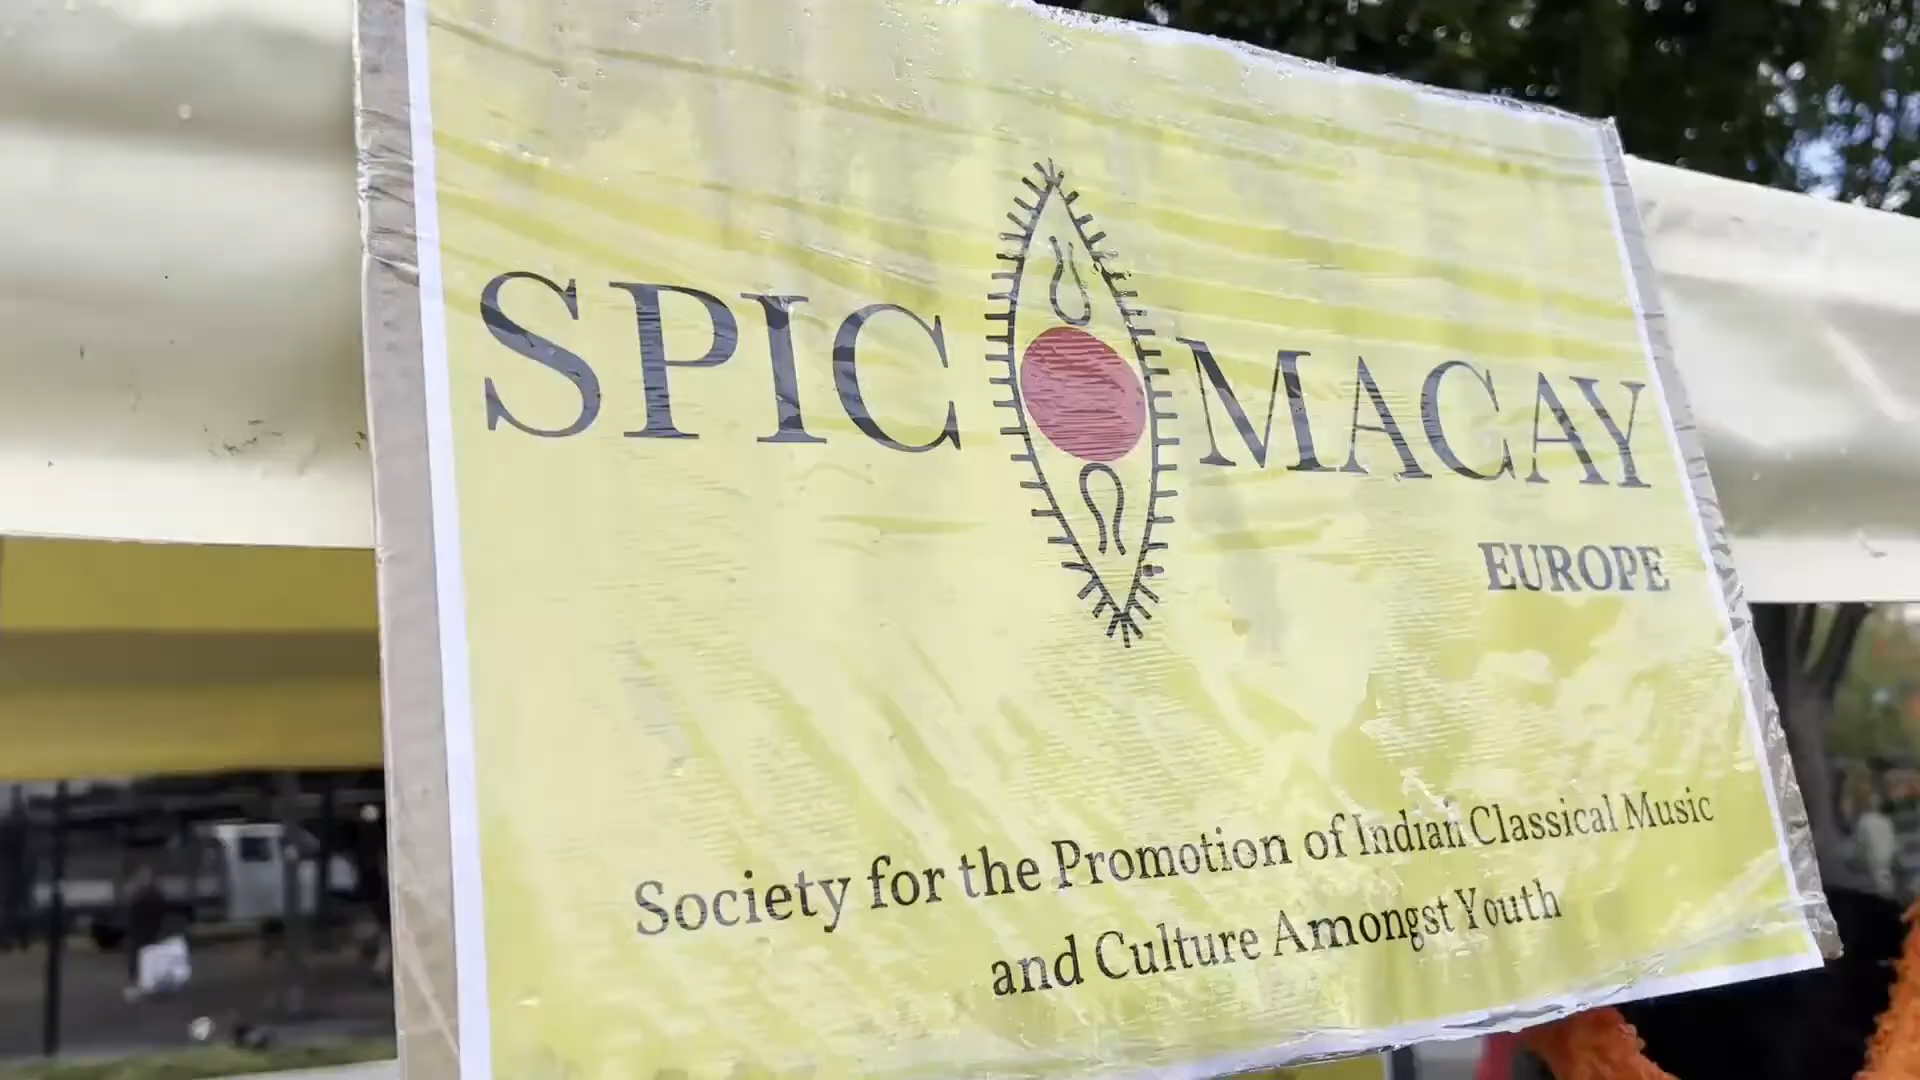 SPIC MACAY
EUROPE
Society for the Promotion of Indian Classical Music
and Culture Amongst Youth